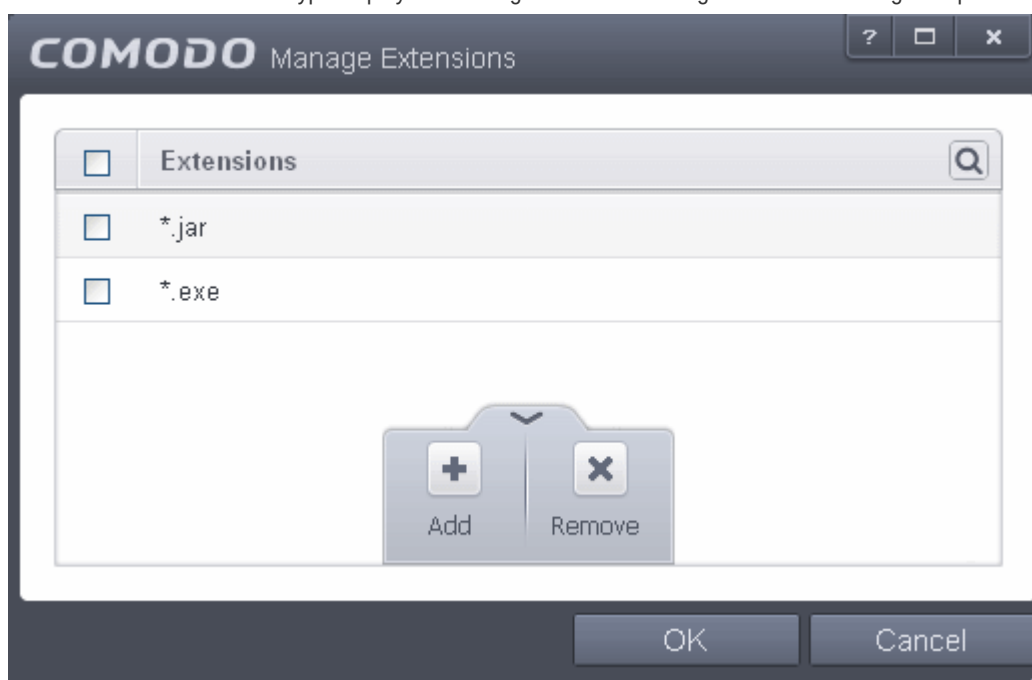 COMODO Manage Extensions
?
Extensions
*.jar
*.exe
Add Remove
OK Cancel